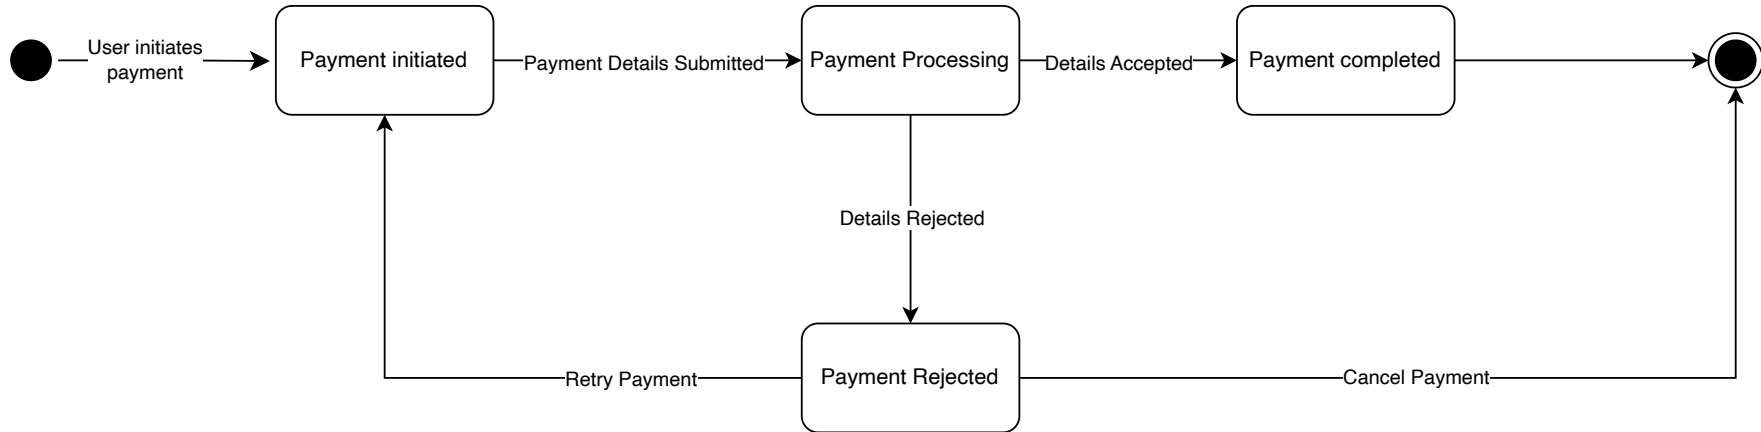 User initiates
payment
Payment initiated
Payment Details Submitted
Payment Processing
Details Accepted
Payment completed
Details Rejected
Retry Payment
Payment Rejected
Cancel Payment